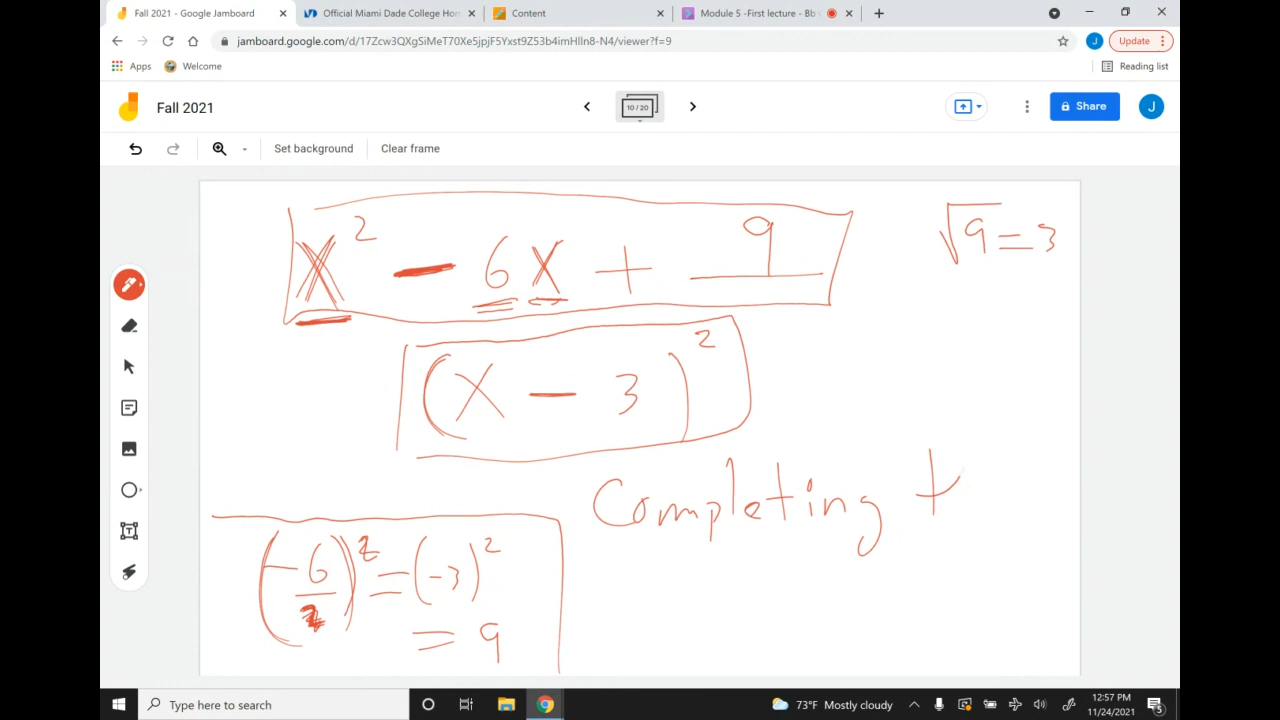 Fall 2021 - Google Jamboard
Official Miami Dade College Hom
Content
Module 5 -First lecture - Bb
jamboard.google.com/d/17Zcw3QXgSiMeT70Xe5jpjF5Yxst9Z53b4imHlln8-N4/viewer?f=9
J
Update
Apps
Welcome
Reading list
Fall 2021
10 / 20
Share
J
Set background
Clear frame
x² - 6x + 9
√9 = 3
(x - 3)²
Completing t
(-6/2)² = (-3)²
= 9
Type here to search
73°F Mostly cloudy
12:57 PM
11/24/2021
5